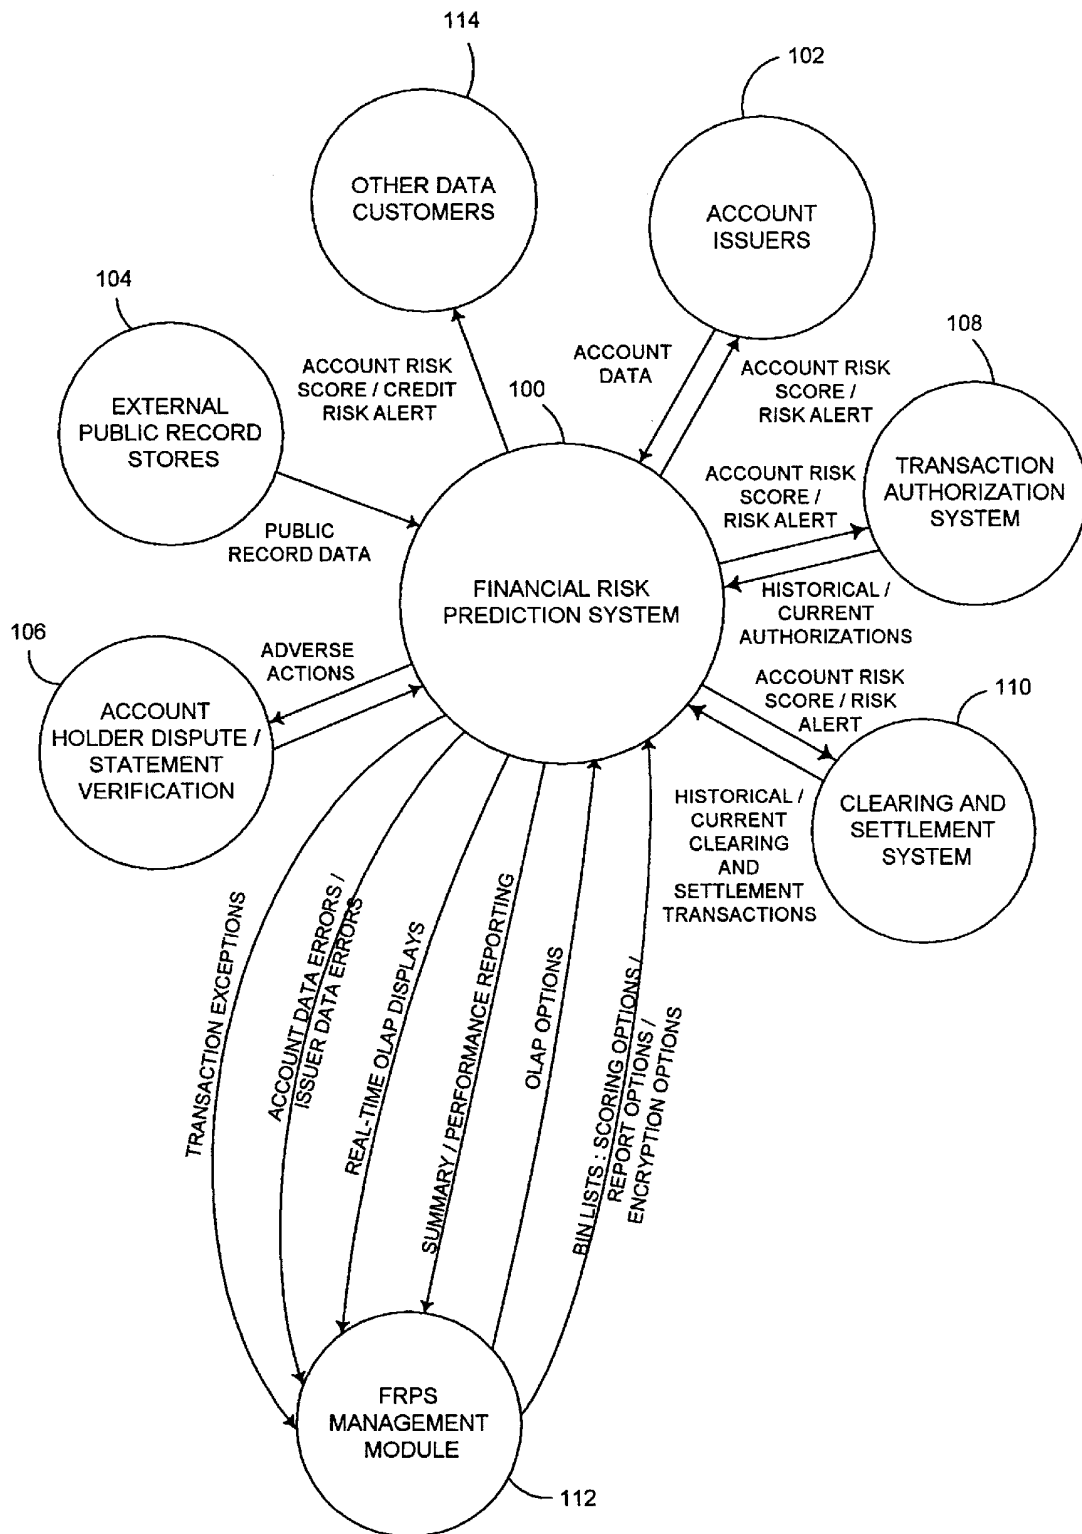 114
102
OTHER DATA
CUSTOMERS
ACCOUNT
ISSUERS
104
108
ACCOUNT RISK
SCORE / CREDIT
RISK ALERT
100
ACCOUNT
DATA
ACCOUNT RISK
SCORE /
RISK ALERT
EXTERNAL
PUBLIC RECORD
STORES
TRANSACTION
AUTHORIZATION
SYSTEM
ACCOUNT RISK
SCORE /
RISK ALERT
PUBLIC
RECORD DATA
FINANCIAL RISK
PREDICTION SYSTEM
HISTORICAL /
CURRENT
AUTHORIZATIONS
106
ADVERSE
ACTIONS
ACCOUNT RISK
SCORE / RISK
ALERT
110
ACCOUNT
HOLDER DISPUTE /
STATEMENT
VERIFICATION
HISTORICAL /
CURRENT
CLEARING
AND
SETTLEMENT
TRANSACTIONS
CLEARING AND
SETTLEMENT
SYSTEM
TRANSACTION EXCEPTIONS
ACCOUNT DATA ERRORS /
ISSUER DATA ERRORS
REAL-TIME OLAP DISPLAYS
SUMMARY / PERFORMANCE REPORTING
OLAP OPTIONS
BIN LISTS : SCORING OPTIONS /
REPORT OPTIONS /
ENCRYPTION OPTIONS
FRPS
MANAGEMENT
MODULE
112